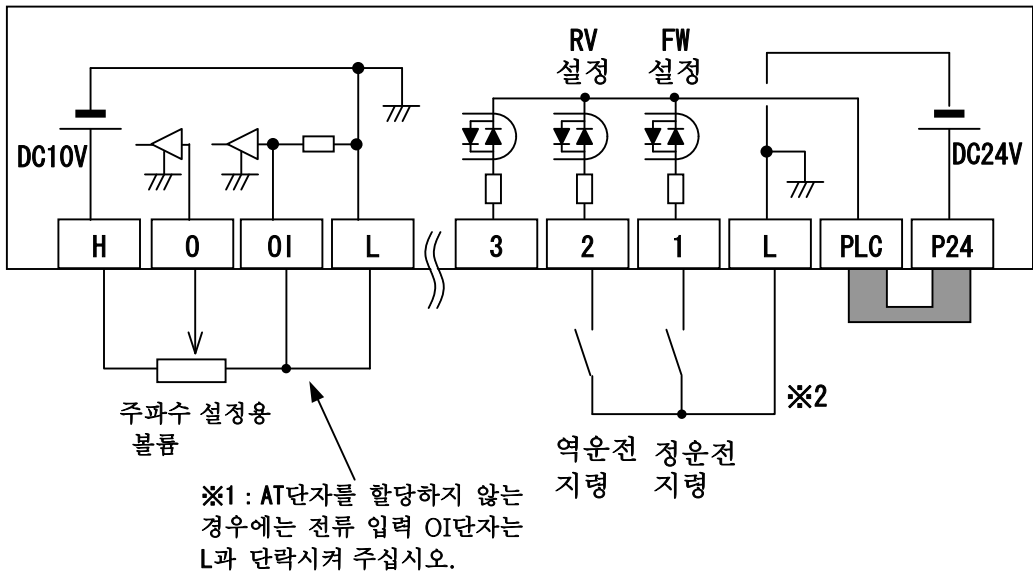 RV
설정
FW
설정
DC10V
DC24V
H
O
OI
L
3
2
1
L
PLC
P24
주파수 설정용
볼륨
※2
역운전
지령
정운전
지령
※1 : AT단자를 할당하지 않는
경우에는 전류 입력 OI단자는
L과 단락시켜 주십시오.